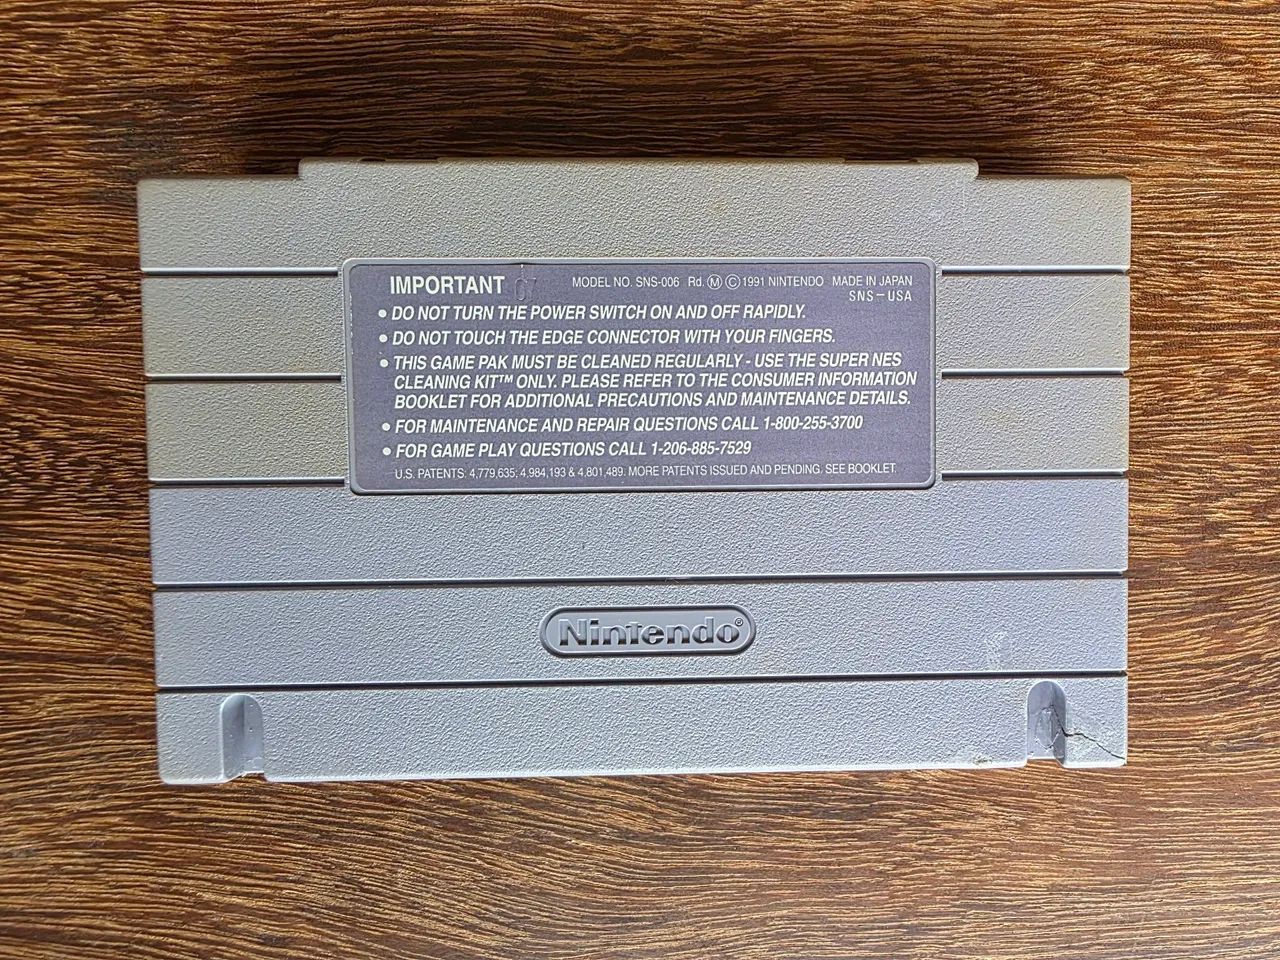 IMPORTANT 07 MODEL NO. SNS-006 Rd. Ⓜ Ⓒ 1991 NINTENDO MADE IN JAPAN
SNS-USA
• DO NOT TURN THE POWER SWITCH ON AND OFF RAPIDLY.
• DO NOT TOUCH THE EDGE CONNECTOR WITH YOUR FINGERS.
• THIS GAME PAK MUST BE CLEANED REGULARLY - USE THE SUPER NES
CLEANING KIT™ ONLY. PLEASE REFER TO THE CONSUMER INFORMATION
BOOKLET FOR ADDITIONAL PRECAUTIONS AND MAINTENANCE DETAILS.
• FOR MAINTENANCE AND REPAIR QUESTIONS CALL 1-800-255-3700
• FOR GAME PLAY QUESTIONS CALL 1-206-885-7529
U.S. PATENTS: 4,779,635; 4,984,193 & 4,801,489. MORE PATENTS ISSUED AND PENDING. SEE BOOKLET.
Nintendo®